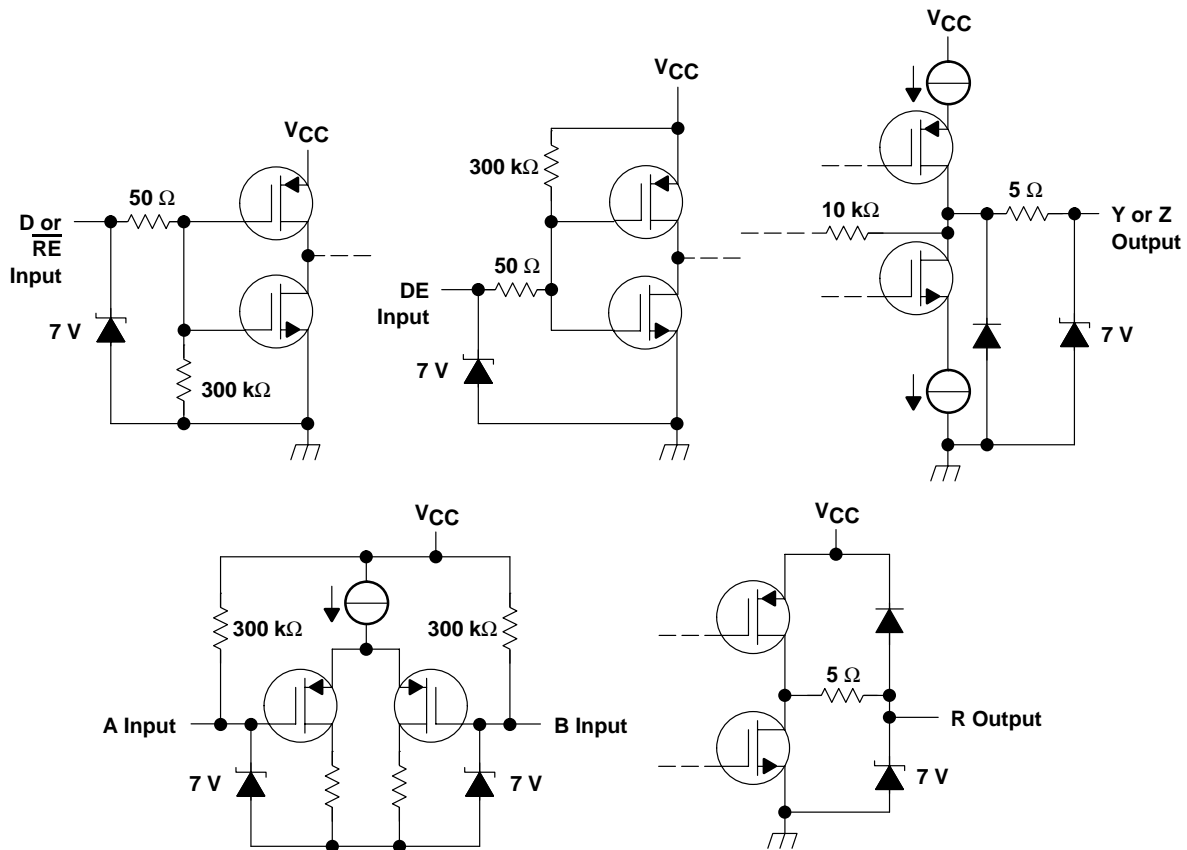 VCC
D or
RE
Input
50 Ω
7 V
300 kΩ
VCC
300 kΩ
DE
Input
50 Ω
7 V
VCC
10 kΩ
5 Ω
Y or Z
Output
7 V
VCC
300 kΩ
300 kΩ
A Input
B Input
7 V
7 V
VCC
5 Ω
R Output
7 V